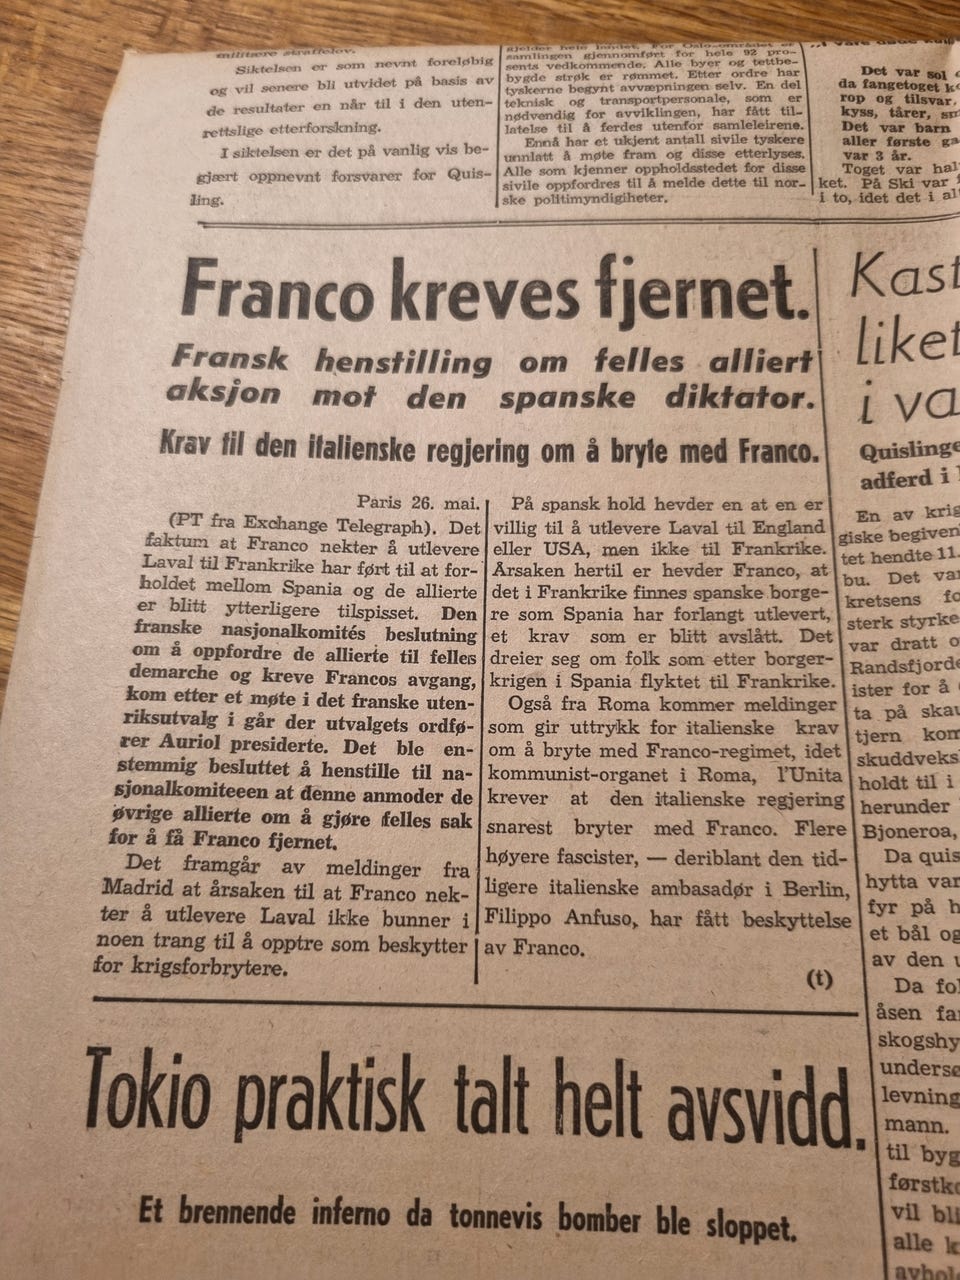 militære straffelov.
Siktelsen er som nevnt foreløbig
og vil senere bli utvidet på basis av
de resultater en når til i den uten-
rettslige etterforskning.
I siktelsen er det på vanlig vis be-
gjært oppnevnt forsvarer for Quis-
ling.
gjelder hele landet. For Oslo-området er
samlingen gjennomført for hele 92 pro-
sents vedkommende. Alle byer og tettbe-
bygde strøk er rømmet. Etter ordre har
tyskerne begynt avvæpningen selv. En del
teknisk og transportpersonale, som er
nødvendig for avviklingen, har fått til-
latelse til å ferdes utenfor samleleirene.
Ennå har et ukjent antall sivile tyskere
unnlatt å møte fram og disse etterlyses.
Alle som kjenner oppholdsstedet for disse
sivile oppfordres til å melde dette til nor-
ske politimyndigheter.
Det var sol
da fangetoget
rop og tilsvar,
kyss, tårer,
Det var barn
aller første
var 3 år.
Toget var
ket. På Ski var
i to, idet det i
Franco kreves fjernet.
Fransk henstilling om felles alliert
aksjon mot den spanske diktator.
Krav til den italienske regjering om å bryte med Franco.
Paris 26. mai.
(PT fra Exchange Telegraph). Det
faktum at Franco nekter å utlevere
Laval til Frankrike har ført til at for-
holdet mellom Spania og de allierte
er blitt ytterligere tilspisset. Den
franske nasjonalkomités beslutning
om å oppfordre de allierte til felles
demarche og kreve Francos avgang,
kom etter et møte i det franske uten-
riksutvalg i går der utvalgets ordfø-
rer Auriol presiderte. Det ble en-
stemmig besluttet å henstille til na-
sjonalkomiteeen at denne anmoder de
øvrige allierte om å gjøre felles sak
for å få Franco fjernet.
Det framgår av meldinger fra
Madrid at årsaken til at Franco nek-
ter å utlevere Laval ikke bunner i
noen trang til å opptre som beskytter
for krigsforbrytere.
På spansk hold hevder en at en er
villig til å utlevere Laval til England
eller USA, men ikke til Frankrike.
Årsaken hertil er hevder Franco, at
det i Frankrike finnes spanske borge-
re som Spania har forlangt utlevert,
et krav som er blitt avslått. Det
dreier seg om folk som etter borger-
krigen i Spania flyktet til Frankrike.
Også fra Roma kommer meldinger
som gir uttrykk for italienske krav
om å bryte med Franco-regimet, idet
kommunist-organet i Roma, l'Unita
krever at den italienske regjering
snarest bryter med Franco. Flere
høyere fascister, — deriblant den tid-
ligere italienske ambasadør i Berlin,
Filippo Anfuso, har fått beskyttelse
av Franco.
(t)
Kast
liket
i va
Quislinge
adferd i
En av krig
giske begiven
tet hendte 11.
bu. Det var
kretsens fo
sterk styrke
var dratt o
Randsfjorde
ister for å
ta på skau
tjern kom
skuddveks
holdt til i
herunder
Bjoneroa,
Da quis
hytta var
fyr på h
et bål og
av den u
Da fo
åsen fa
skogshy
undersø
levning
mann.
til byg
førstko
vil bli
alle k
avhol
Tokio praktisk talt helt avsvidd.
Et brennende inferno da tonnevis bomber ble sloppet.